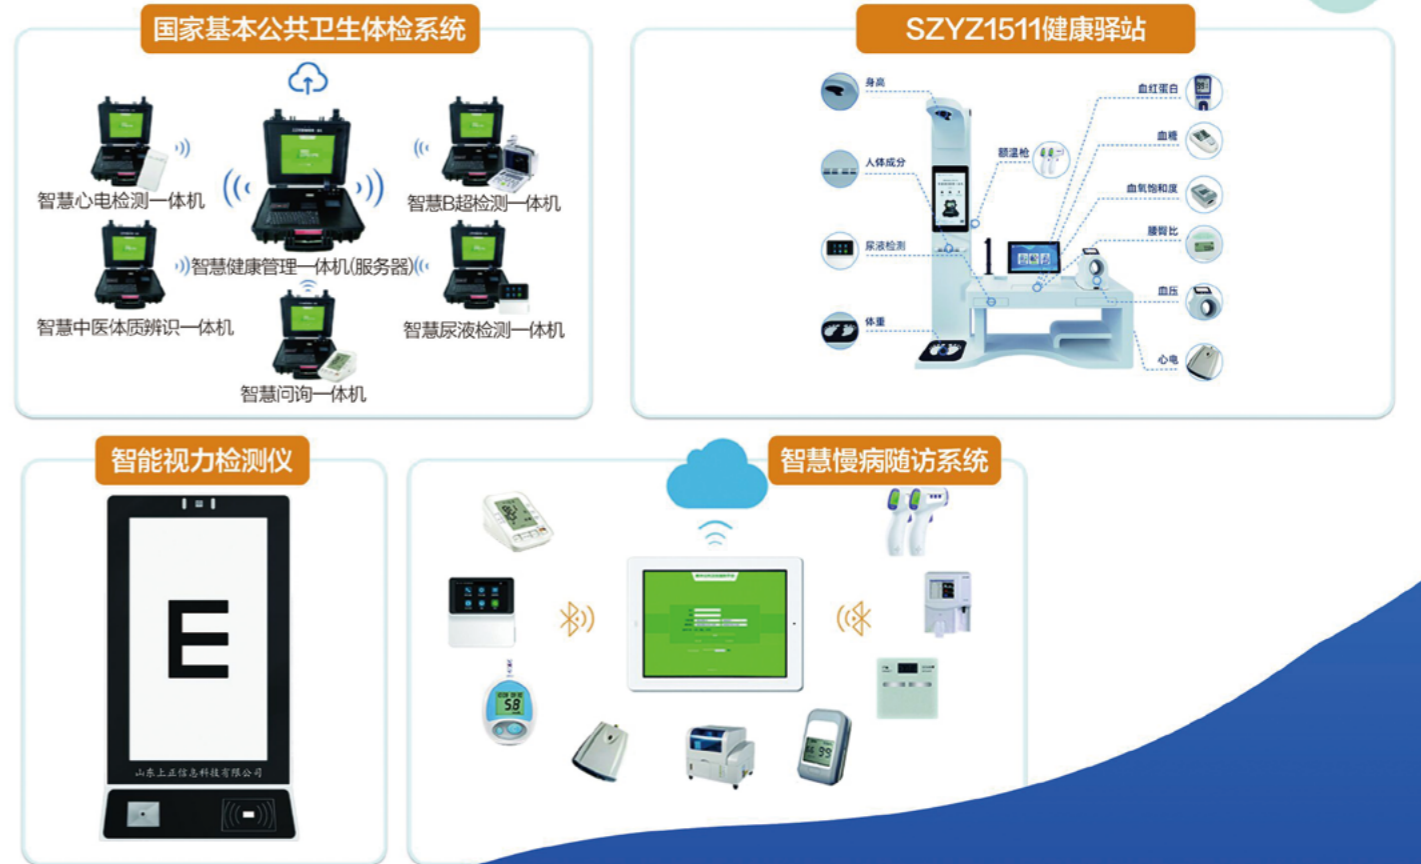 国家基本公共卫生体检系统
智慧心电检测一体机
智慧B超检测一体机
智慧健康管理一体机(服务器)
智慧中医体质辨识一体机
智慧尿液检测一体机
智慧问询一体机
SZYZ1511健康驿站
身高
人体成分
尿液检测
体重
额温枪
血红蛋白
血糖
血氧饱和度
腰臀比
血压
心电
智能视力检测仪
E
山东上正信息科技有限公司
智慧慢病随访系统
5.8